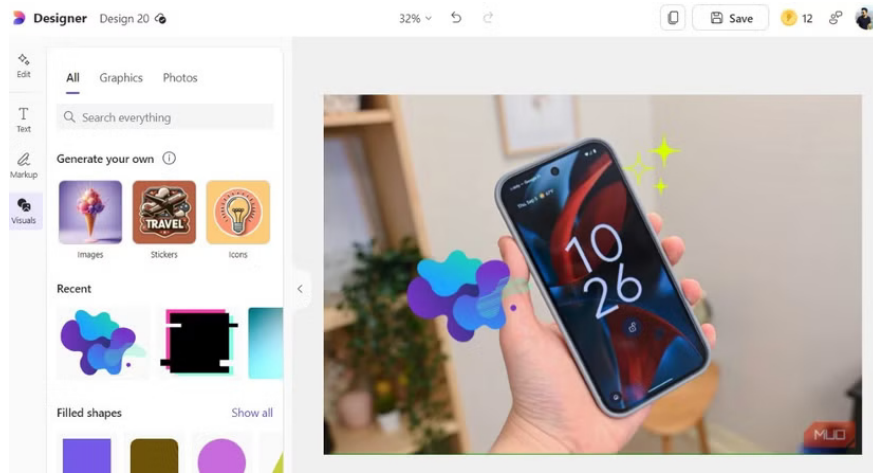 Designer Design 20 32% Save 12
Edit
Text
Markup
Visuals
All Graphics Photos
Search everything
Generate your own
TRAVEL
Images Stickers Icons
Recent
Filled shapes Show all
10
26
MUO